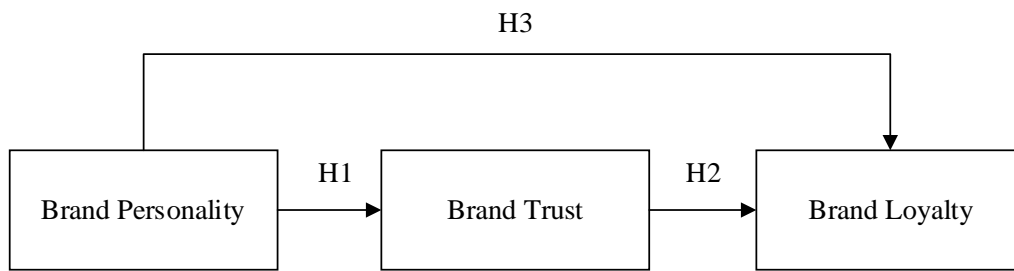 H3
H1
H2
Brand Personality
Brand Trust
Brand Loyalty